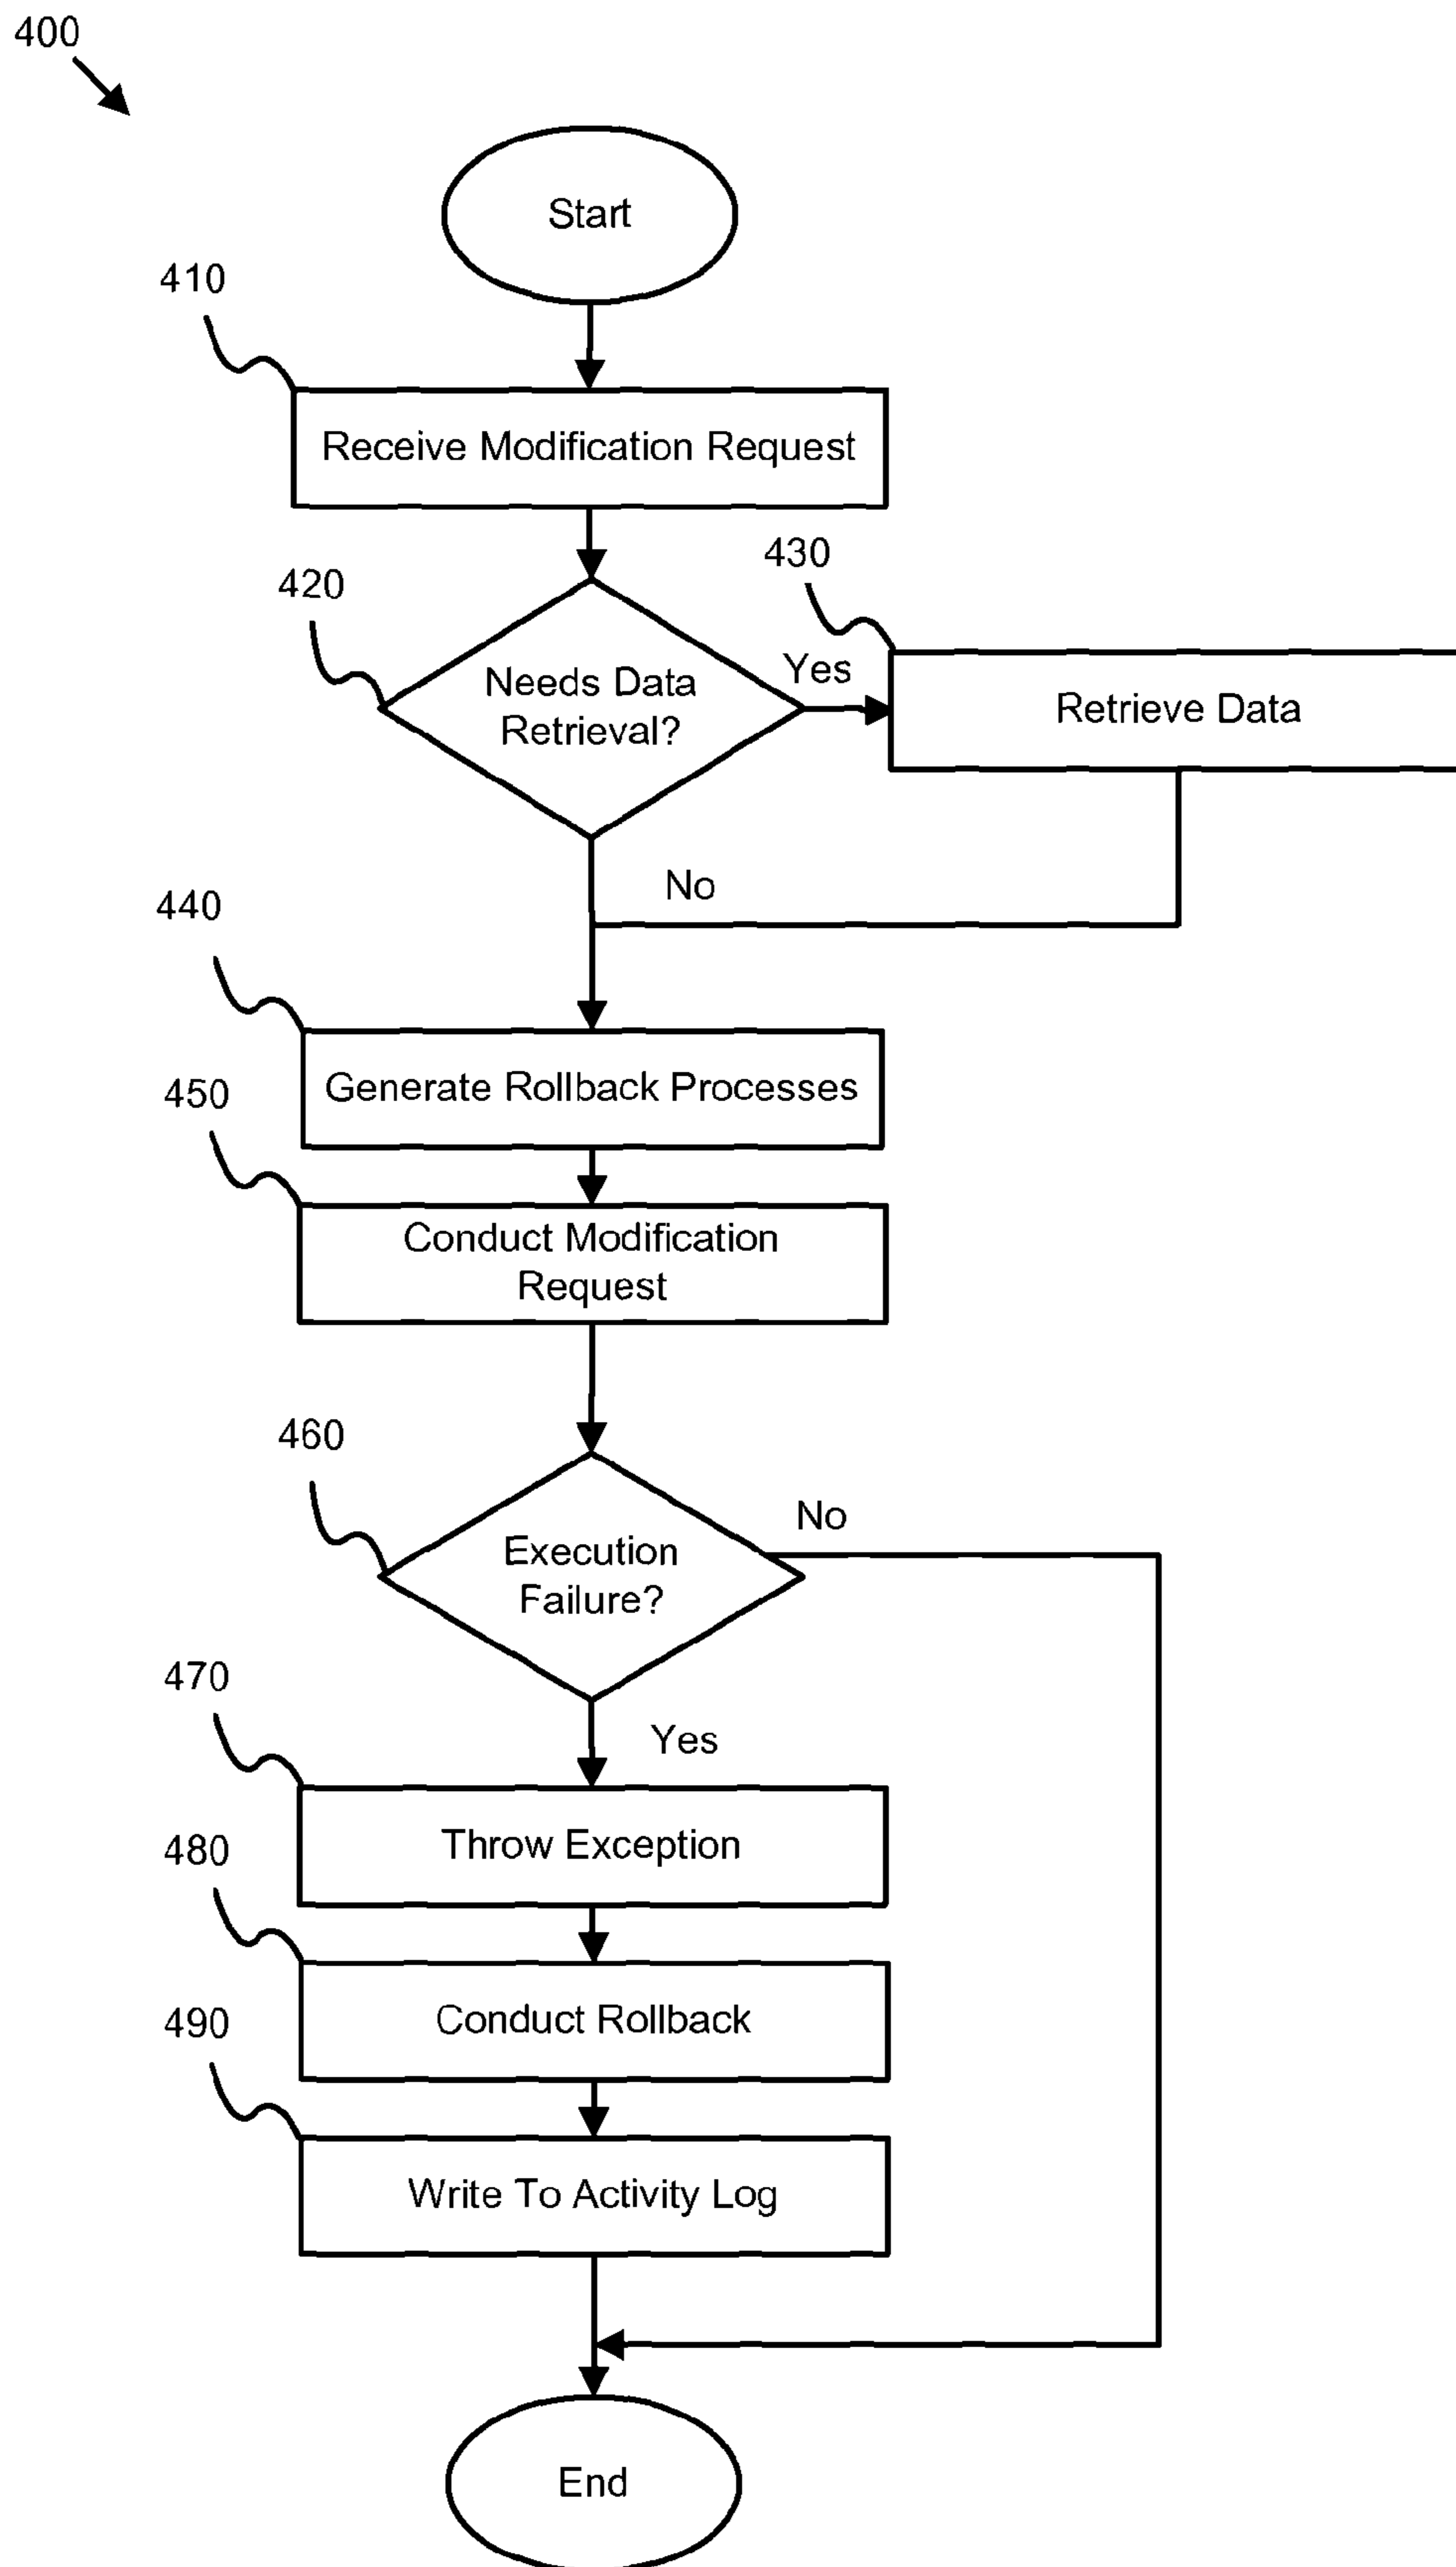 400
Start
410
Receive Modification Request
430
420
Yes
Needs Data
Retrieval?
Retrieve Data
No
440
Generate Rollback Processes
450
Conduct Modification
Request
460
No
Execution
Failure?
470
Yes
Throw Exception
480
Conduct Rollback
490
Write To Activity Log
End